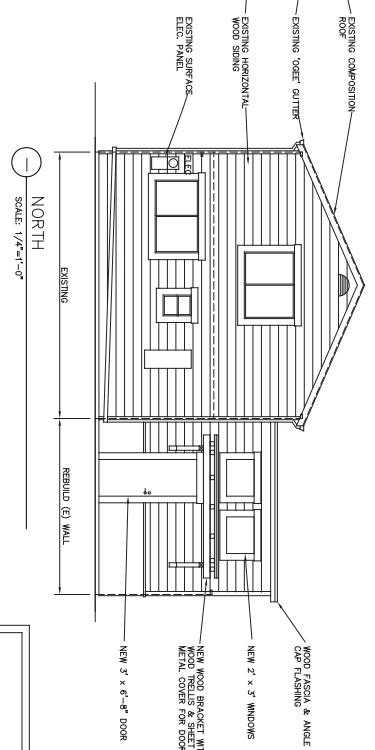 EXISTING COMPOSITION
ROOF
EXISTING 'OGEE' GUTTER
EXISTING HORIZONTAL
WOOD SIDING
EXISTING SURFACE
ELEC. PANEL
ELEC
WOOD FASCIA & ANGLE
CAP FLASHING
NEW 2' x 3' WINDOWS
NEW WOOD BRACKET WIT
WOOD TRELLIS & SHEET
METAL COVER FOR DOOR
NEW 3' x 6'-8" DOOR
EXISTING
REBUILD (E) WALL
NORTH
SCALE: 1/4"=1'-0"